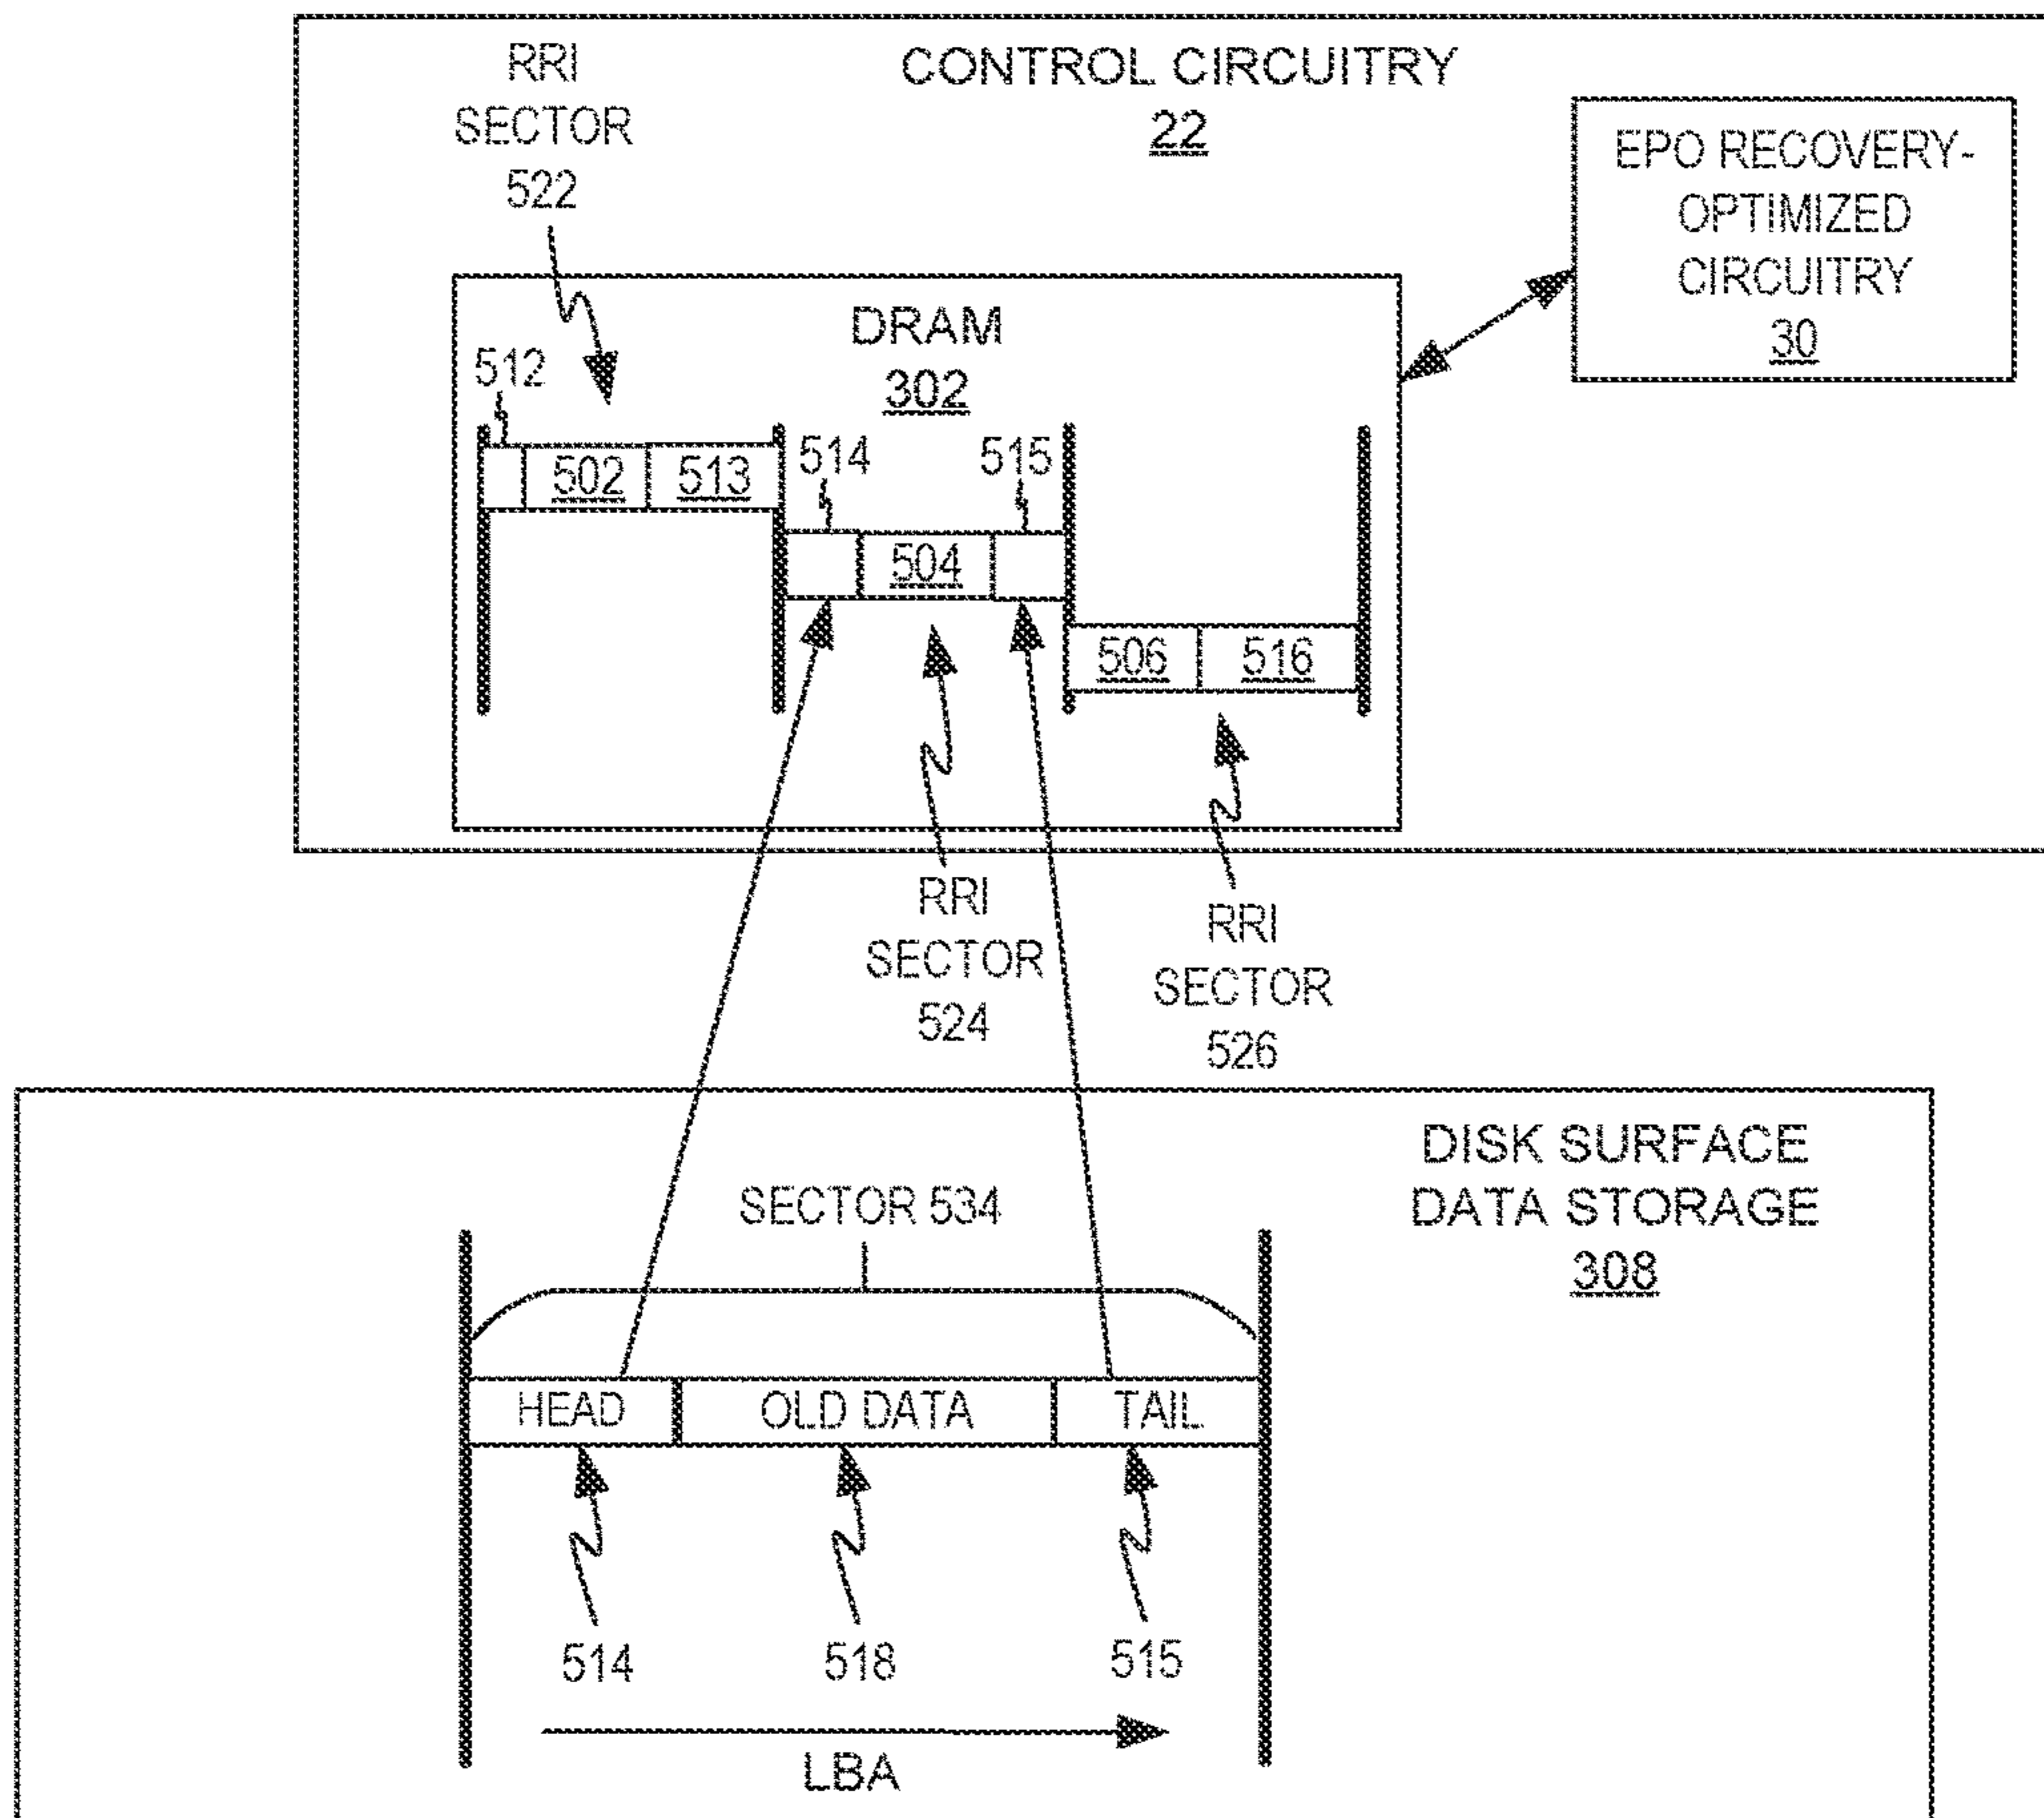 RRI
SECTOR
522
CONTROL CIRCUITRY
22
EPO RECOVERY-
OPTIMIZED
CIRCUITRY
30
DRAM
302
512
502 513
514
515
504
506 516
RRI
SECTOR
524
RRI
SECTOR
526
DISK SURFACE
DATA STORAGE
308
SECTOR 534
HEAD OLD DATA TAIL
514 518 515
LBA